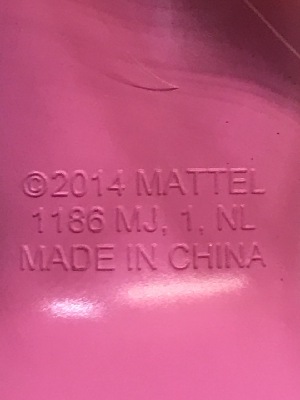 ©2014 MATTEL
1186 MJ, 1, NL
MADE IN CHINA